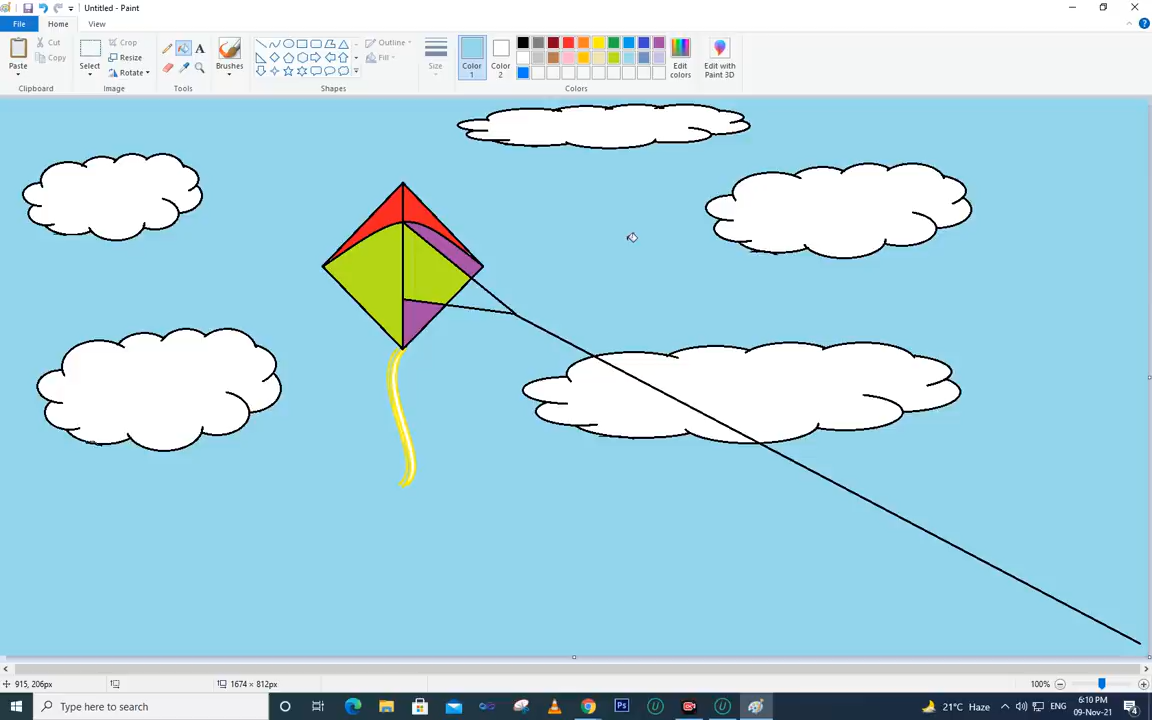 Untitled - Paint
File Home View
Paste
Cut
Copy
Clipboard
Select
Crop
Resize
Rotate
Image
A
Tools
Brushes
Outline
Fill
Shapes
Size
Color
1
Color
2
Edit
colors
Colors
Edit with
Paint 3D
915, 206px
1674 × 812px
100%
Type here to search
Ps
21°C Haze
ENG
6:10 PM
09-Nov-21
4